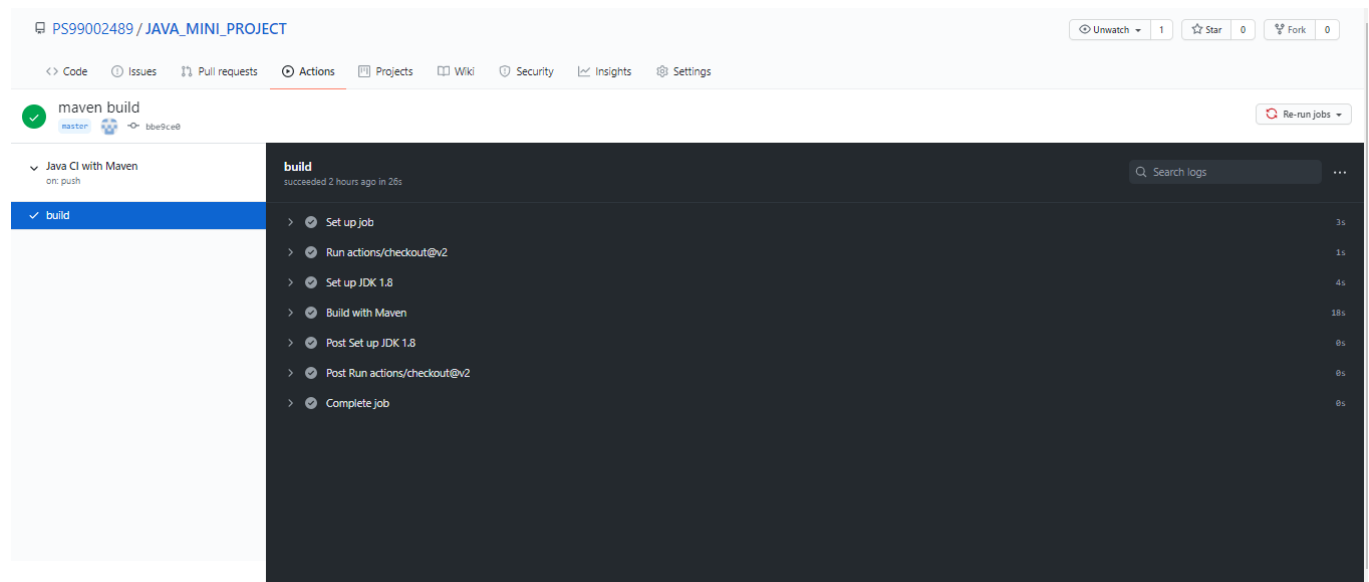 PS99002489 / JAVA_MINI_PROJECT
Unwatch 1 Star 0 Fork 0
Code Issues Pull requests Actions Projects Wiki Security Insights Settings
maven build
master bbe9ce0
Re-run jobs
Java CI with Maven
on: push
build
build
succeeded 2 hours ago in 26s
Search logs
Set up job 3s
Run actions/checkout@v2 1s
Set up JDK 1.8 4s
Build with Maven 18s
Post Set up JDK 1.8 0s
Post Run actions/checkout@v2 0s
Complete job 0s